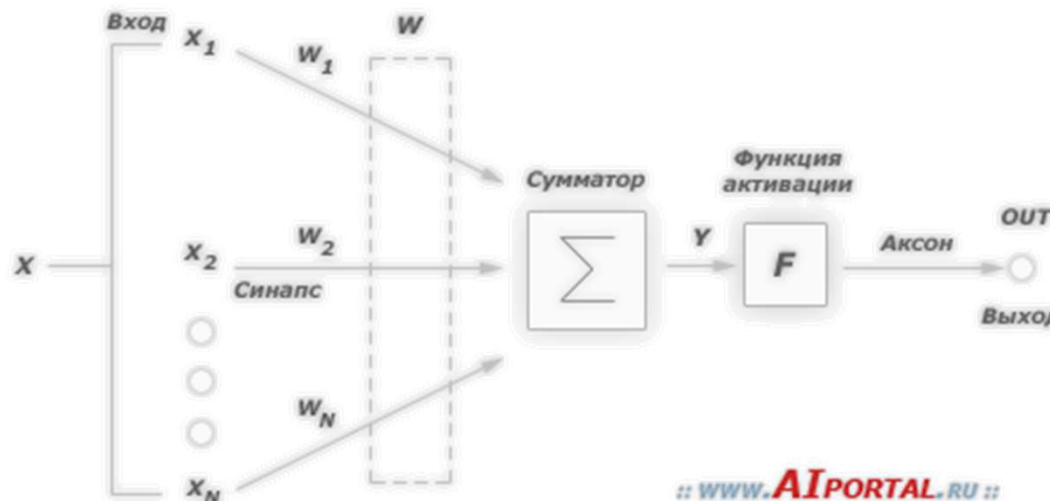 Вход
X1
W1
W
Сумматор
Функция
активации
X
X2
W2
Синапс
Σ
Y
F
Аксон
OUT
Выход
WN
XN
:: WWW.AIPORTAL.RU ::